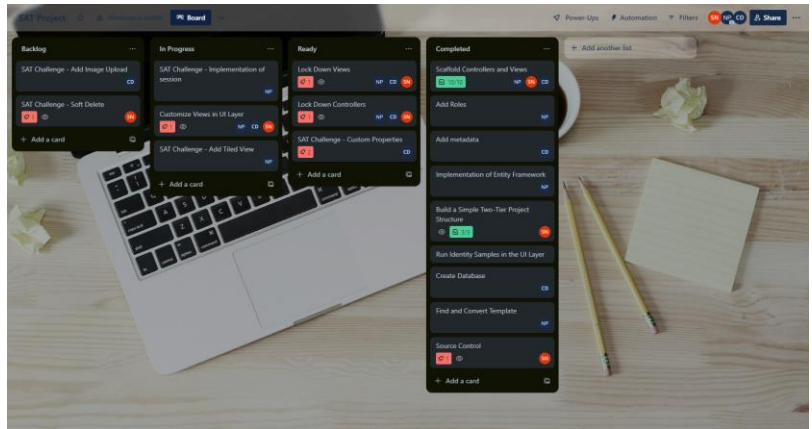 SAT Project
Board
Power-Ups
Automation
Filters
SN NP CD
Share
Backlog
SAT Challenge - Add Image Upload
CD
SAT Challenge - Soft Delete
1
SN
+ Add a card
In Progress
SAT Challenge - Implementation of
session
NP
Customize Views in UI Layer
1
NP CD SN
SAT Challenge - Add Tiled View
NP
+ Add a card
Ready
Lock Down Views
1
NP CD SN
Lock Down Controllers
1
NP CD SN
SAT Challenge - Custom Properties
2
CD
+ Add a card
Completed
Scaffold Controllers and Views
10/10
NP SN CD
Add Roles
NP
Add metadata
CD
Implementation of Entity Framework
NP
Build a Simple Two-Tier Project
Structure
3/3
SN
Run Identity Samples in the UI Layer
Create Database
CD
Find and Convert Template
NP
Source Control
1
SN
+ Add a card
+ Add another list